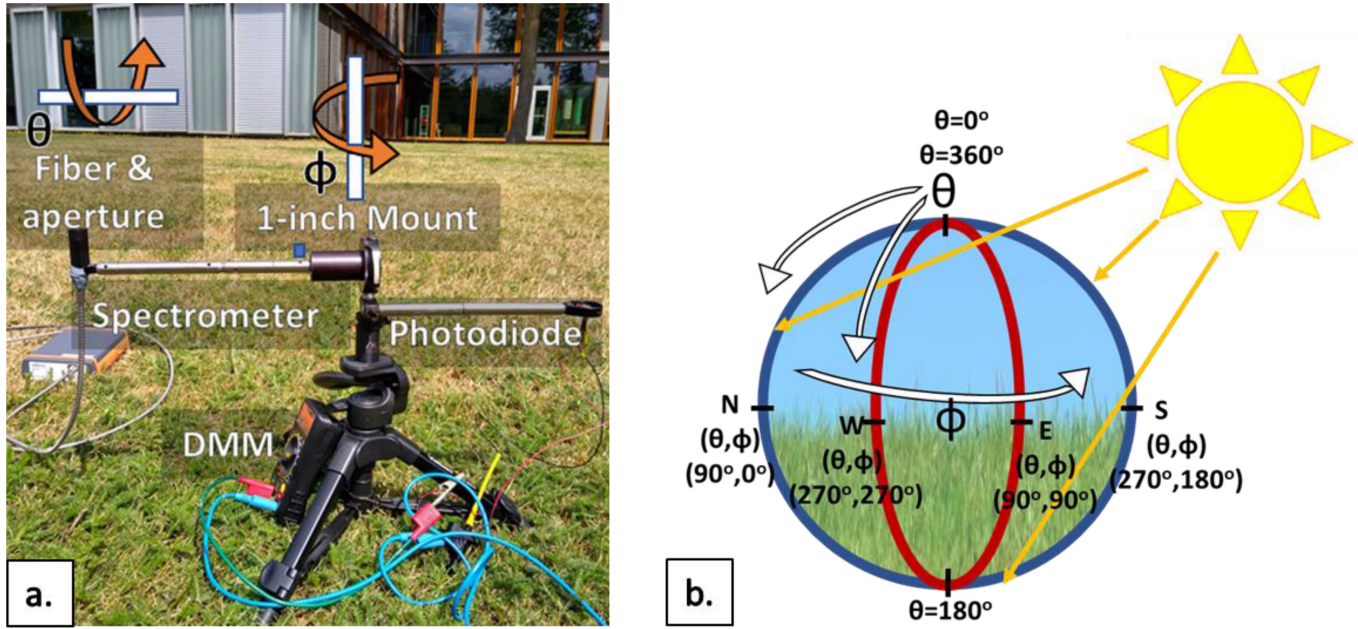 θ
Fiber &
aperture
ϕ
1-inch Mount
Spectrometer
Photodiode
DMM
a.
θ=0°
θ=360°
θ
N
(θ,ϕ)
(90°,0°)
W
(θ,ϕ)
(270°,270°)
ϕ
E
(θ,ϕ)
(90°,90°)
S
(θ,ϕ)
(270°,180°)
θ=180°
b.